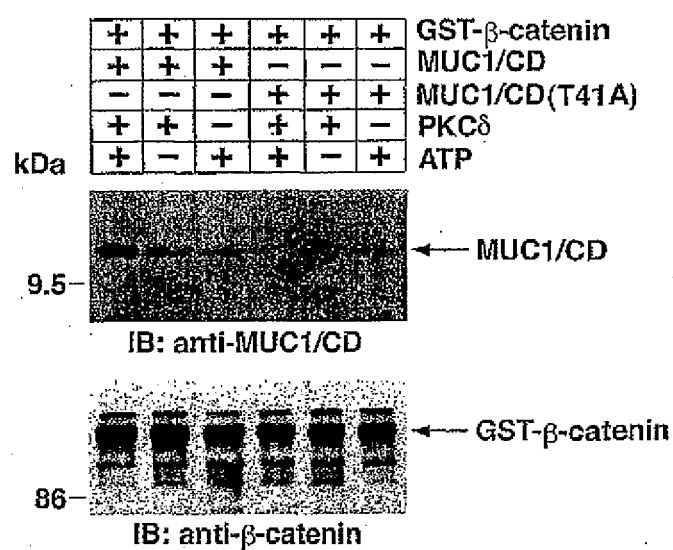 + + + + + + GST-β-catenin
+ + + − − − MUC1/CD
− − − + + + MUC1/CD(T41A)
+ + − + + − PKCδ
kDa + − + + − + ATP
MUC1/CD
9.5
IB: anti-MUC1/CD
GST-β-catenin
86
IB: anti-β-catenin